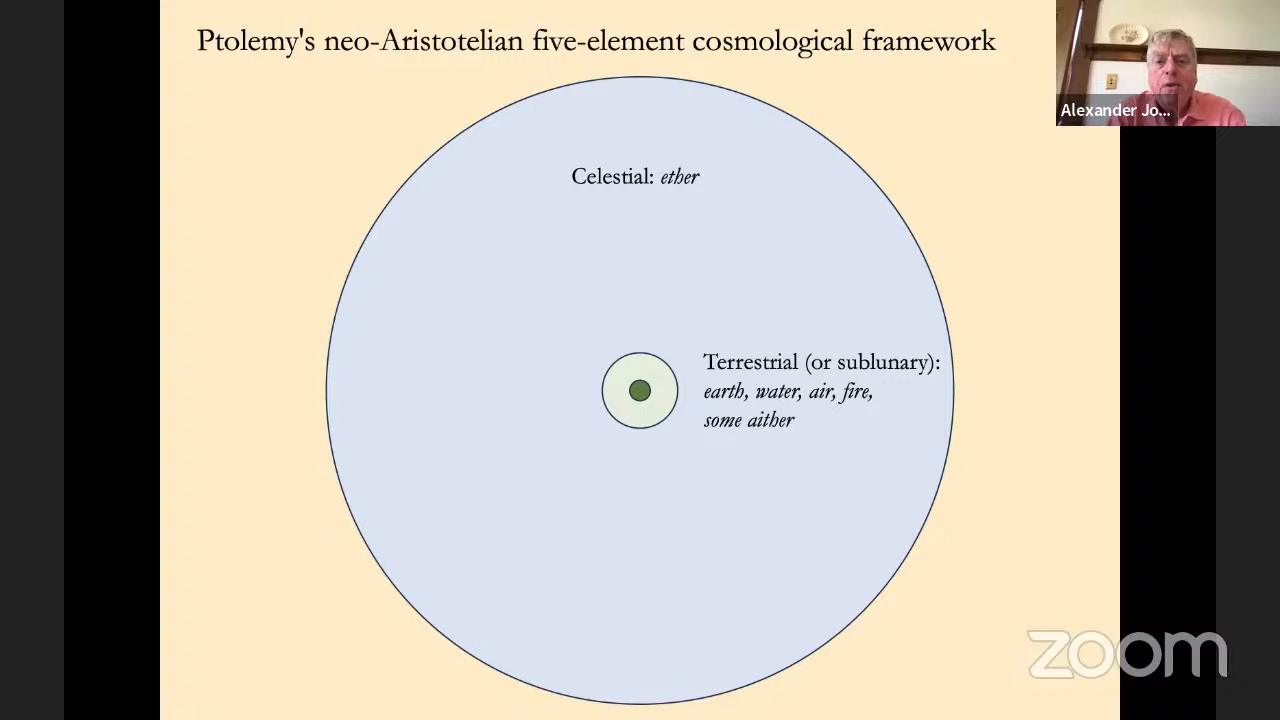 Ptolemy's neo-Aristotelian five-element cosmological framework
Alexander Jo...
Celestial: ether
Terrestrial (or sublunary):
earth, water, air, fire,
some aither
zoom